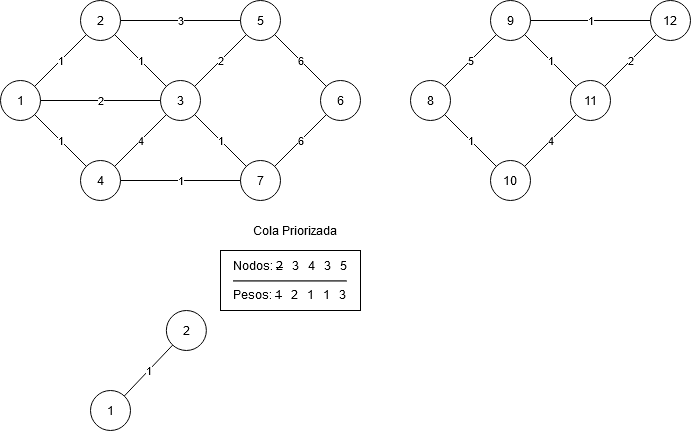 2 3 5 9 1 12
1 1 2 6 5 1 2
1 2 3 6 8 11
1 4 1 6 1 4
4 1 7 10
Cola Priorizada
Nodos: 2 3 4 3 5
Pesos: 1 2 1 1 3
2
1
1